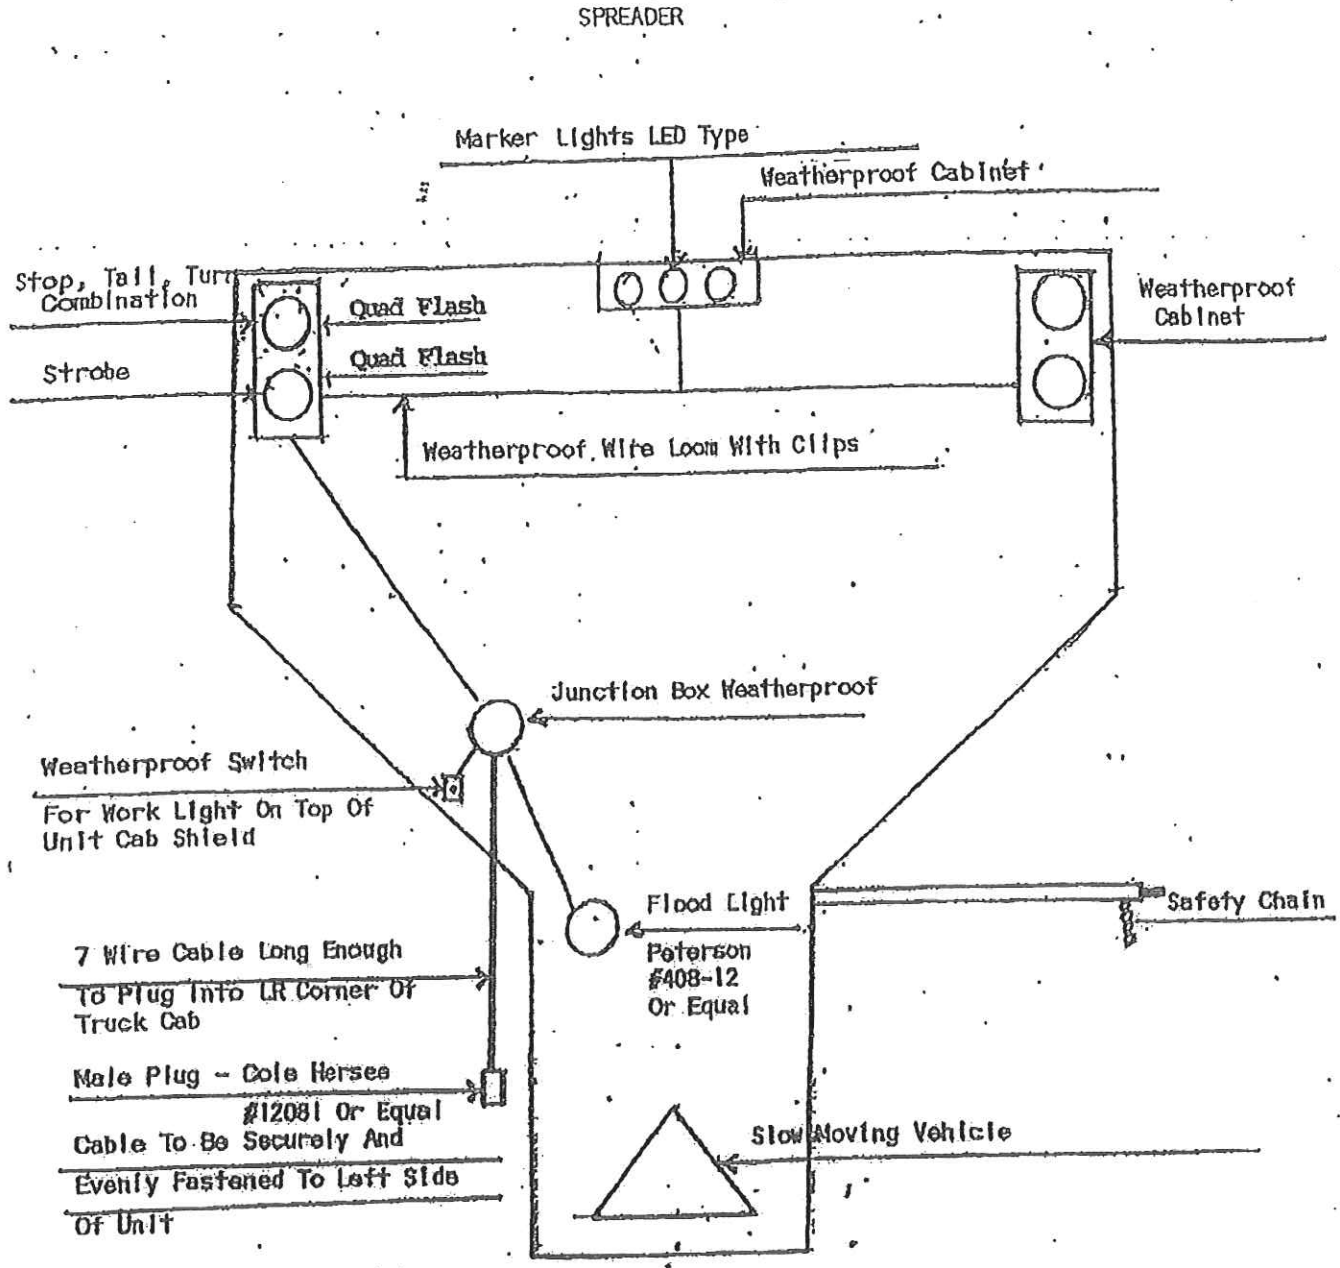 SPREADER
Marker Lights LED Type
Weatherproof Cabinet
Stop, Tail, Turn
Combination
Quad Flash
Weatherproof
Cabinet
Strobe
Quad Flash
Weatherproof Wire Loom With Clips
Junction Box Weatherproof
Weatherproof Switch
For Work Light On Top Of
Unit Cab Shield
Flood Light
Peterson
#408-12
Or Equal
Safety Chain
7 Wire Cable Long Enough
To Plug Into LR Corner Of
Truck Cab
Male Plug - Cole Hersee
#12081 Or Equal
Cable To Be Securely And
Evenly Fastened To Left Side
Of Unit
Slow Moving Vehicle